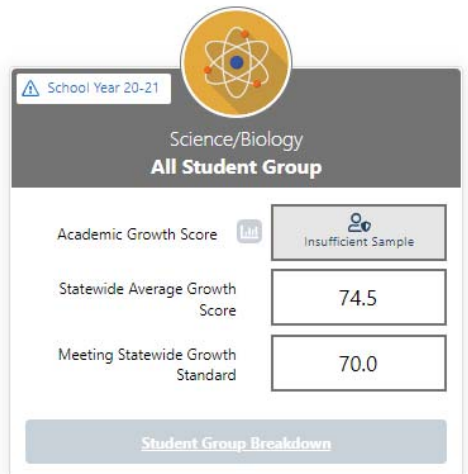 School Year 20-21
Science/Biology
All Student Group
Academic Growth Score
Insufficient Sample
Statewide Average Growth
Score
74.5
Meeting Statewide Growth
Standard
70.0
Student Group Breakdown